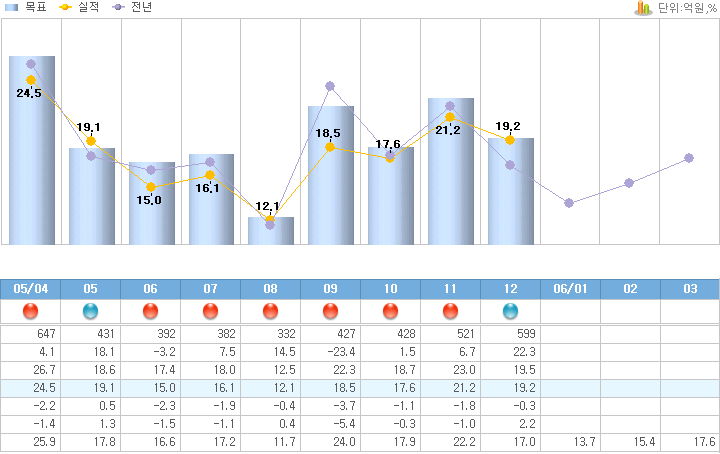 목표 실적 전년 단위:억원,%
24.5 19.1 15.0 16.1 12.1 18.5 17.6 21.2 19.2
05/04 05 06 07 08 09 10 11 12 06/01 02 03
647 431 392 382 332 427 428 521 599
4.1 18.1 -3.2 7.5 14.5 -23.4 1.5 6.7 22.3
26.7 18.6 17.4 18.0 12.5 22.3 18.7 23.0 19.5
24.5 19.1 15.0 16.1 12.1 18.5 17.6 21.2 19.2
-2.2 0.5 -2.3 -1.9 -0.4 -3.7 -1.1 -1.8 -0.3
-1.4 1.3 -1.5 -1.1 0.4 -5.4 -0.3 -1.0 2.2
25.9 17.8 16.6 17.2 11.7 24.0 17.9 22.2 17.0 13.7 15.4 17.6